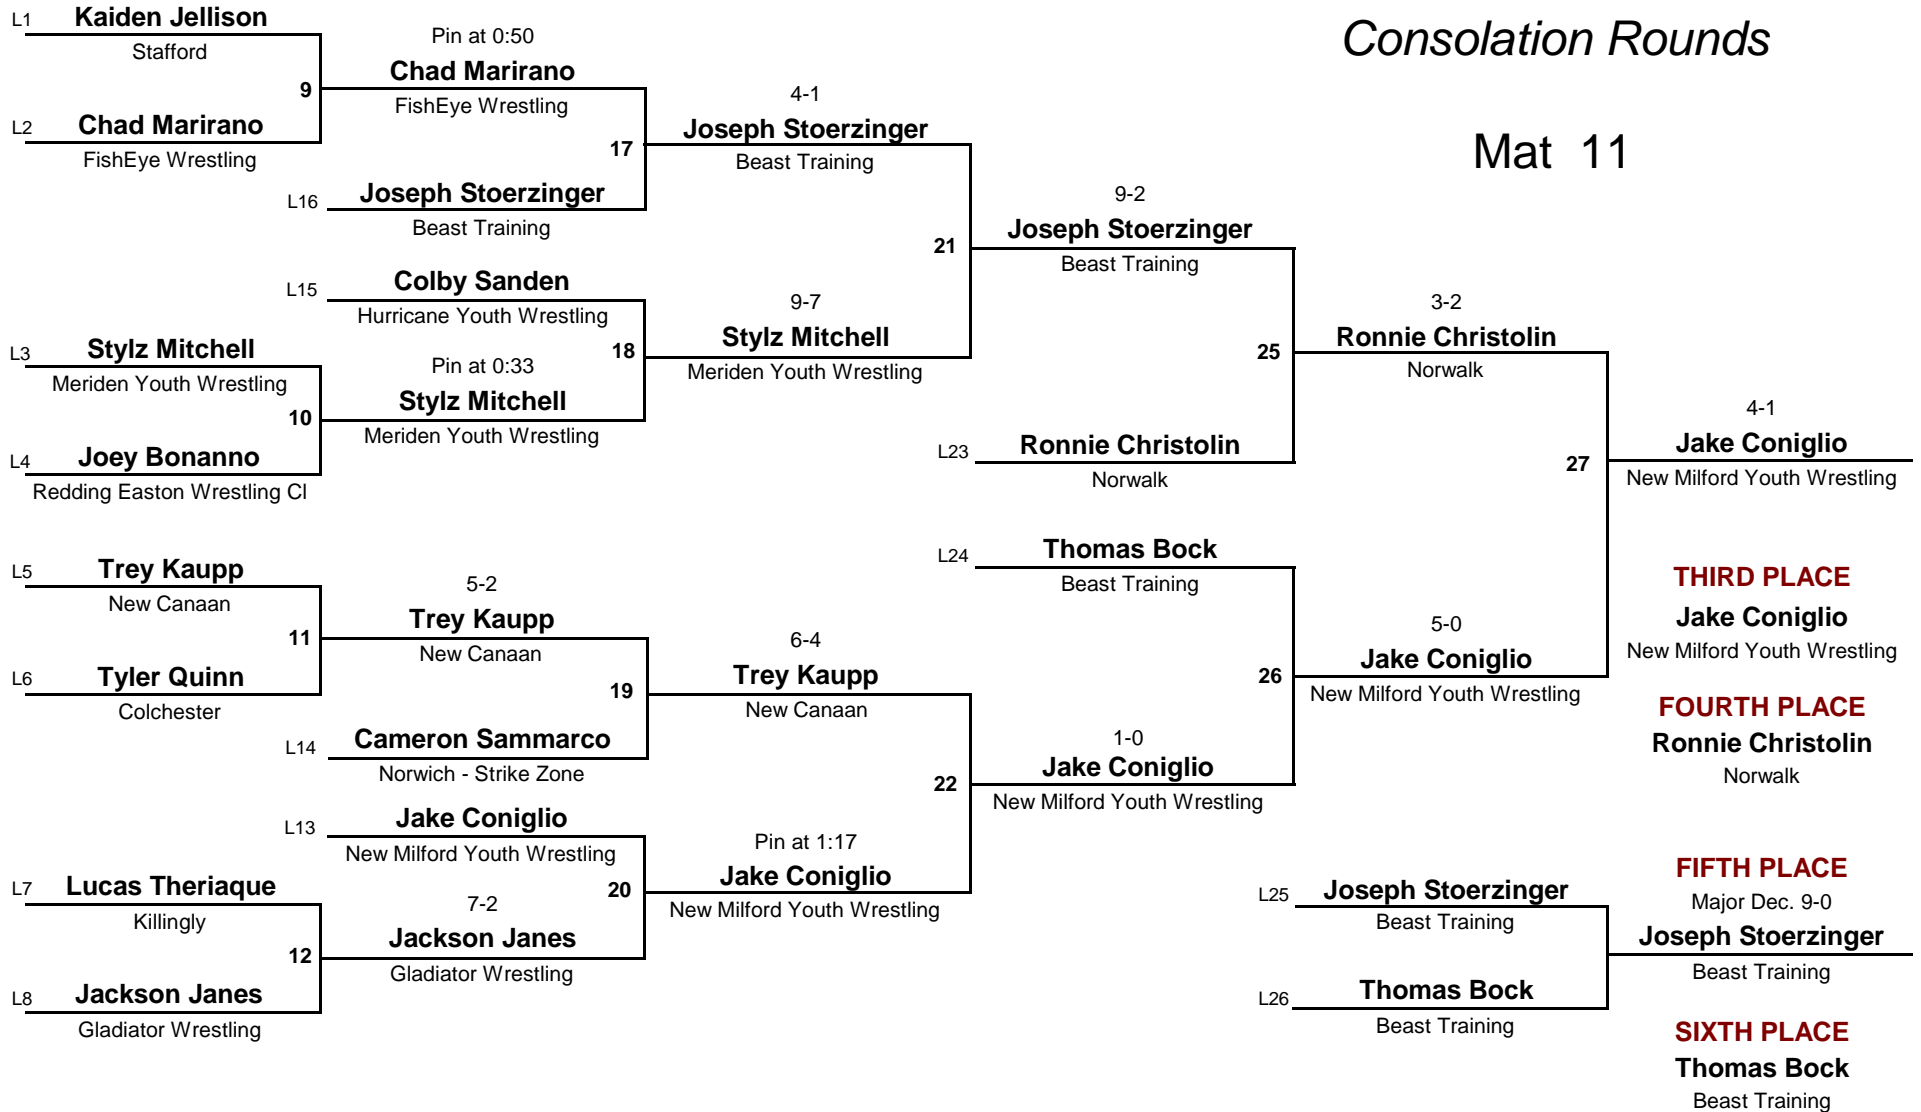 Consolation Rounds
Mat 11
L1 Kaiden Jellison
Stafford
9
L2 Chad Marirano
FishEye Wrestling
Pin at 0:50
Chad Marirano
FishEye Wrestling
17
L16 Joseph Stoerzinger
Beast Training
4-1
Joseph Stoerzinger
Beast Training
L15 Colby Sanden
Hurricane Youth Wrestling
18
L3 Stylz Mitchell
Meriden Youth Wrestling
10
L4 Joey Bonanno
Redding Easton Wrestling Cl
Pin at 0:33
Stylz Mitchell
Meriden Youth Wrestling
9-7
Stylz Mitchell
Meriden Youth Wrestling
21
9-2
Joseph Stoerzinger
Beast Training
25
L23 Ronnie Christolin
Norwalk
3-2
Ronnie Christolin
Norwalk
27
4-1
Jake Coniglio
New Milford Youth Wrestling
L5 Trey Kaupp
New Canaan
11
L6 Tyler Quinn
Colchester
5-2
Trey Kaupp
New Canaan
19
L14 Cameron Sammarco
Norwich - Strike Zone
6-4
Trey Kaupp
New Canaan
22
L13 Jake Coniglio
New Milford Youth Wrestling
20
L7 Lucas Theriaque
Killingly
12
L8 Jackson Janes
Gladiator Wrestling
7-2
Jackson Janes
Gladiator Wrestling
Pin at 1:17
Jake Coniglio
New Milford Youth Wrestling
L24 Thomas Bock
Beast Training
26
1-0
Jake Coniglio
New Milford Youth Wrestling
5-0
Jake Coniglio
New Milford Youth Wrestling
THIRD PLACE
Jake Coniglio
New Milford Youth Wrestling
FOURTH PLACE
Ronnie Christolin
Norwalk
L25 Joseph Stoerzinger
Beast Training
L26 Thomas Bock
Beast Training
FIFTH PLACE
Major Dec. 9-0
Joseph Stoerzinger
Beast Training
SIXTH PLACE
Thomas Bock
Beast Training